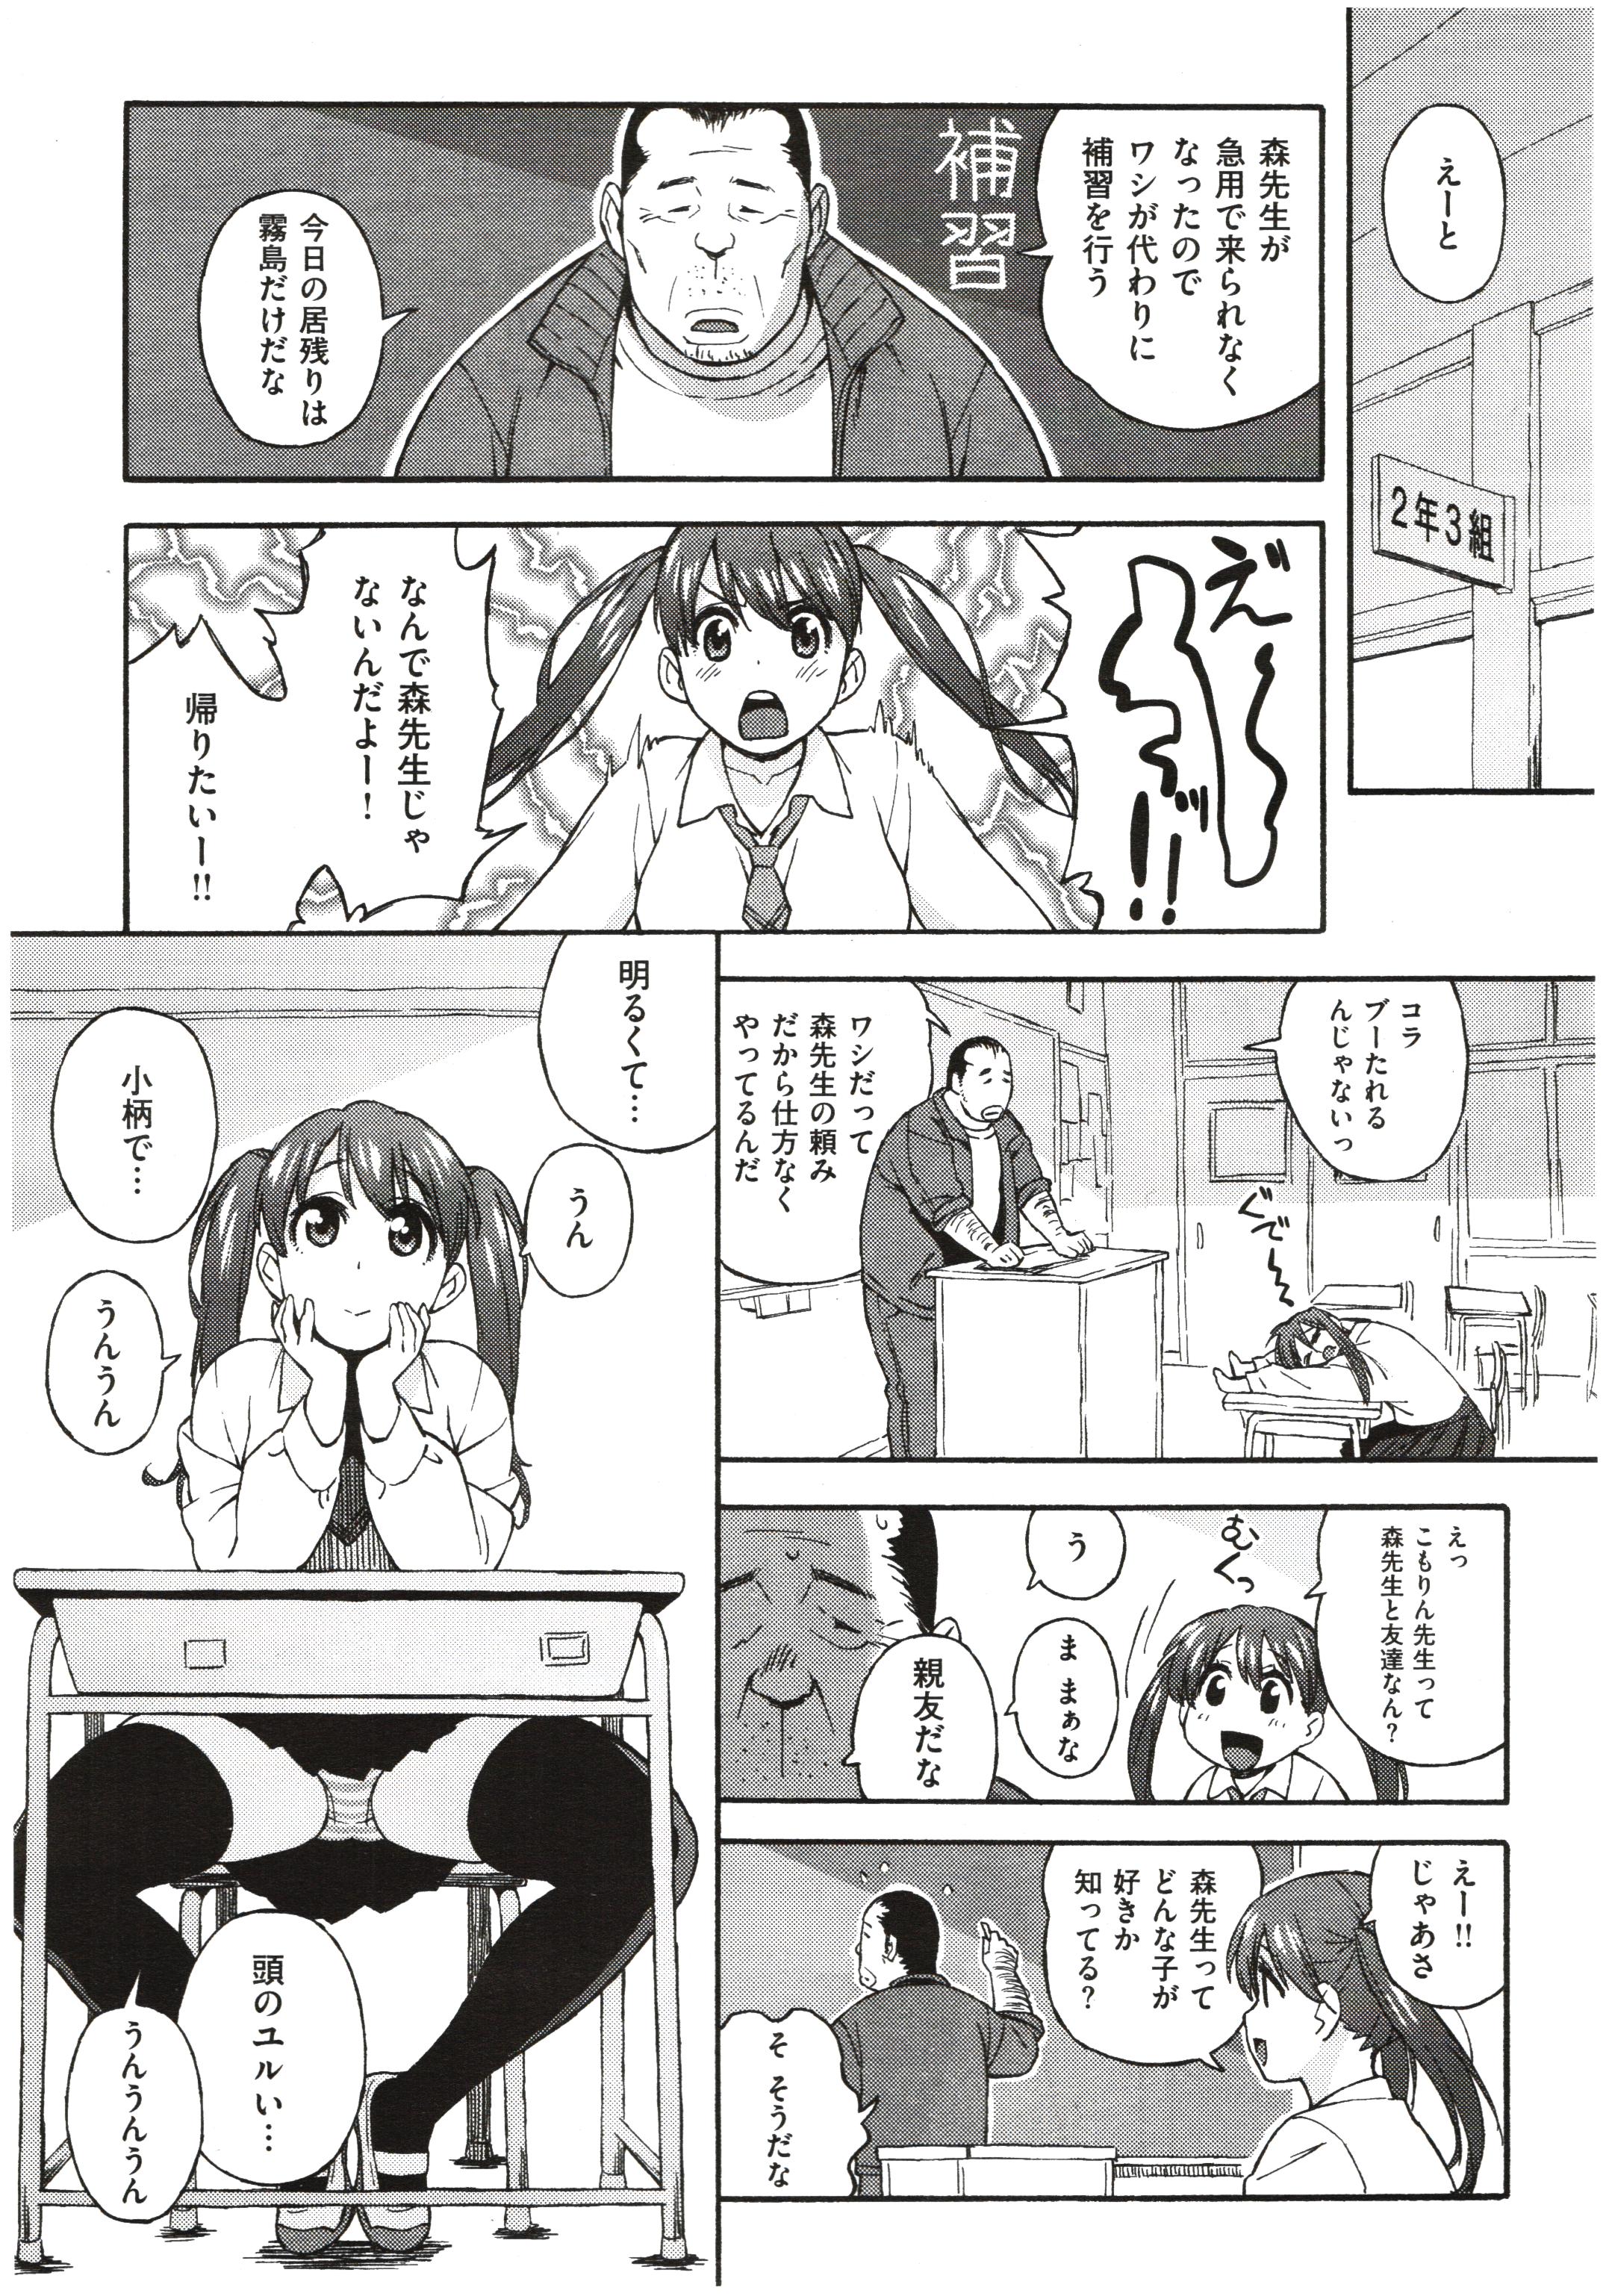 えーと
2年3組
森先生が
急用で来られなく
なったので
ワシが代わりに
補習を行う
補習
今日の居残りは
霧島だけだな
え〜〜っ!!
なんで森先生じゃ
ないんだよー！
帰りたいー!!
コラ
ブーたれる
んじゃないっ
ぐで〜〜
ワシだって
森先生の頼み
だから仕方なく
やってるんだ
えっ
こもりん先生って
森先生と友達なん？
むくっ
う
ま まぁな
親友だな
えー!!
じゃあさ
森先生って
どんな子が
好きか
知ってる？
そ そうだな
明るくて…
うん
小柄で…
うんうん
頭のユルい…
うんうんうん